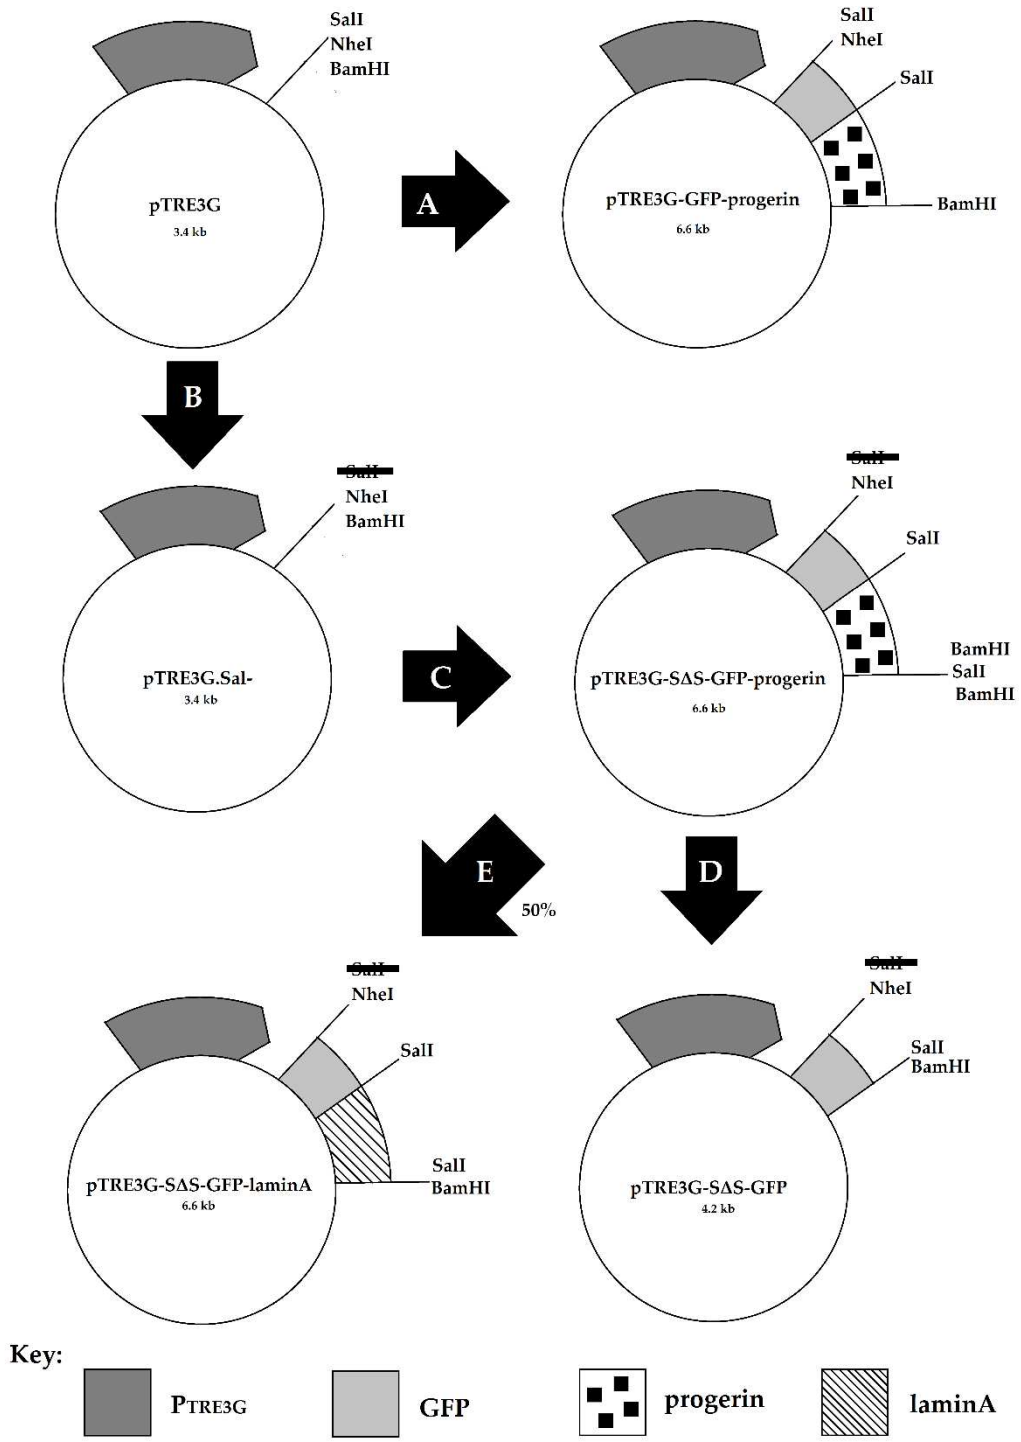 SalI
NheI
BamHI
pTRE3G
3.4 kb
A
SalI
NheI
SalI
pTRE3G-GFP-progerin
6.6 kb
BamHI
B
SalI
NheI
BamHI
pTRE3G.Sal-
3.4 kb
C
SalI
NheI
SalI
pTRE3G-SΔS-GFP-progerin
6.6 kb
BamHI
SalI
BamHI
E
50%
D
SalI
NheI
SalI
pTRE3G-SΔS-GFP-laminA
6.6 kb
SalI
BamHI
SalI
NheI
SalI
BamHI
pTRE3G-SΔS-GFP
4.2 kb
Key:
PTRE3G
GFP
progerin
laminA